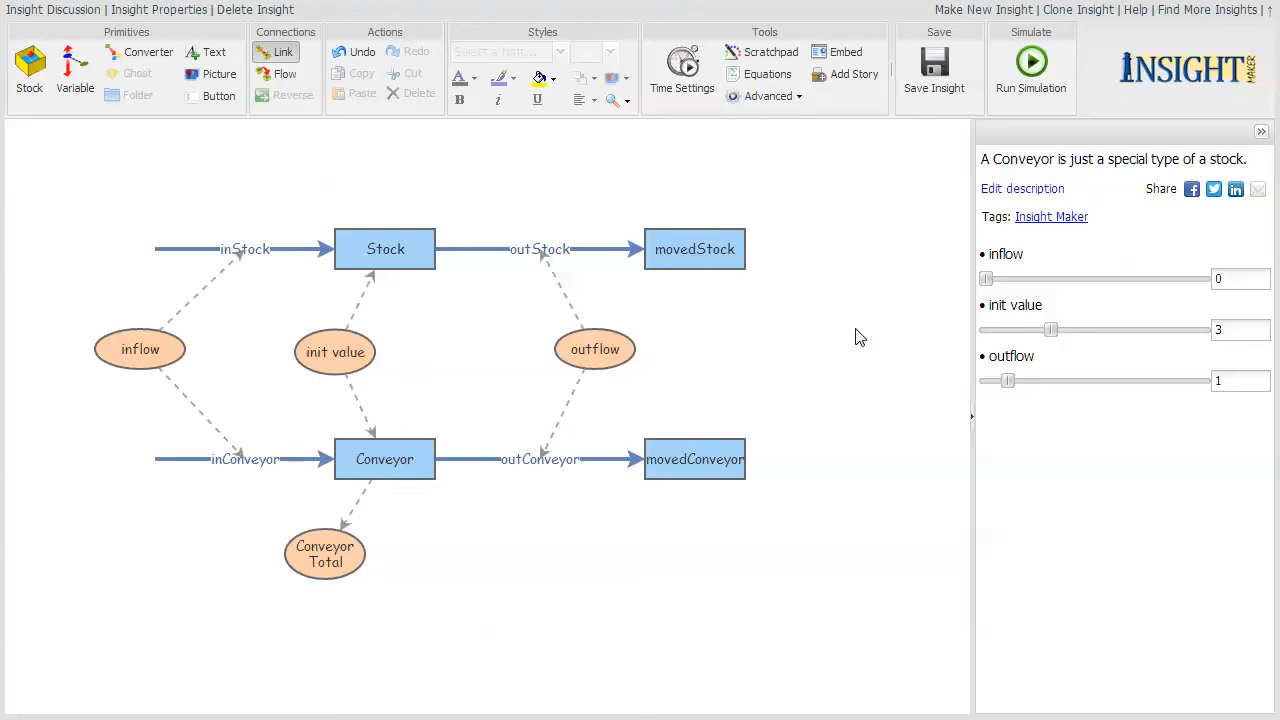 Insight Discussion | Insight Properties | Delete Insight
Make New Insight | Clone Insight | Help | Find More Insights | ↑
Primitives
Connections
Actions
Styles
Tools
Save
Simulate
Stock
Variable
Converter
Ghost
Folder
Text
Picture
Button
Link
Flow
Reverse
Undo
Redo
Copy
Cut
Paste
Delete
Select a font...
A
B
i
U
Time Settings
Scratchpad
Equations
Advanced
Embed
Add Story
Save Insight
Run Simulation
INSIGHT
MAKER
A Conveyor is just a special type of a stock.
Edit description
Share
Tags: Insight Maker
• inflow
0
• init value
3
• outflow
1
inStock
Stock
outStock
movedStock
inflow
init value
outflow
inConveyor
Conveyor
outConveyor
movedConveyor
Conveyor
Total